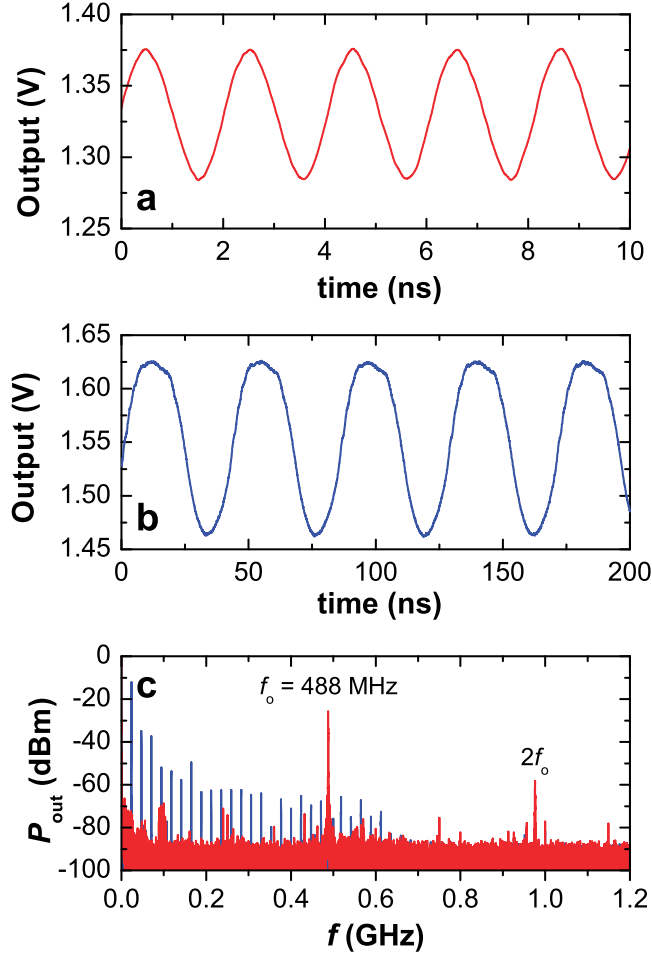 1.40
1.35
1.30
1.25
Output (V)
a
0 2 4 6 8 10
time (ns)
1.65
1.60
1.55
1.50
1.45
Output (V)
b
0 50 100 150 200
time (ns)
0
-20
-40
-60
-80
-100
P_out (dBm)
c
f_o = 488 MHz
2f_o
0.0 0.2 0.4 0.6 0.8 1.0 1.2
f (GHz)